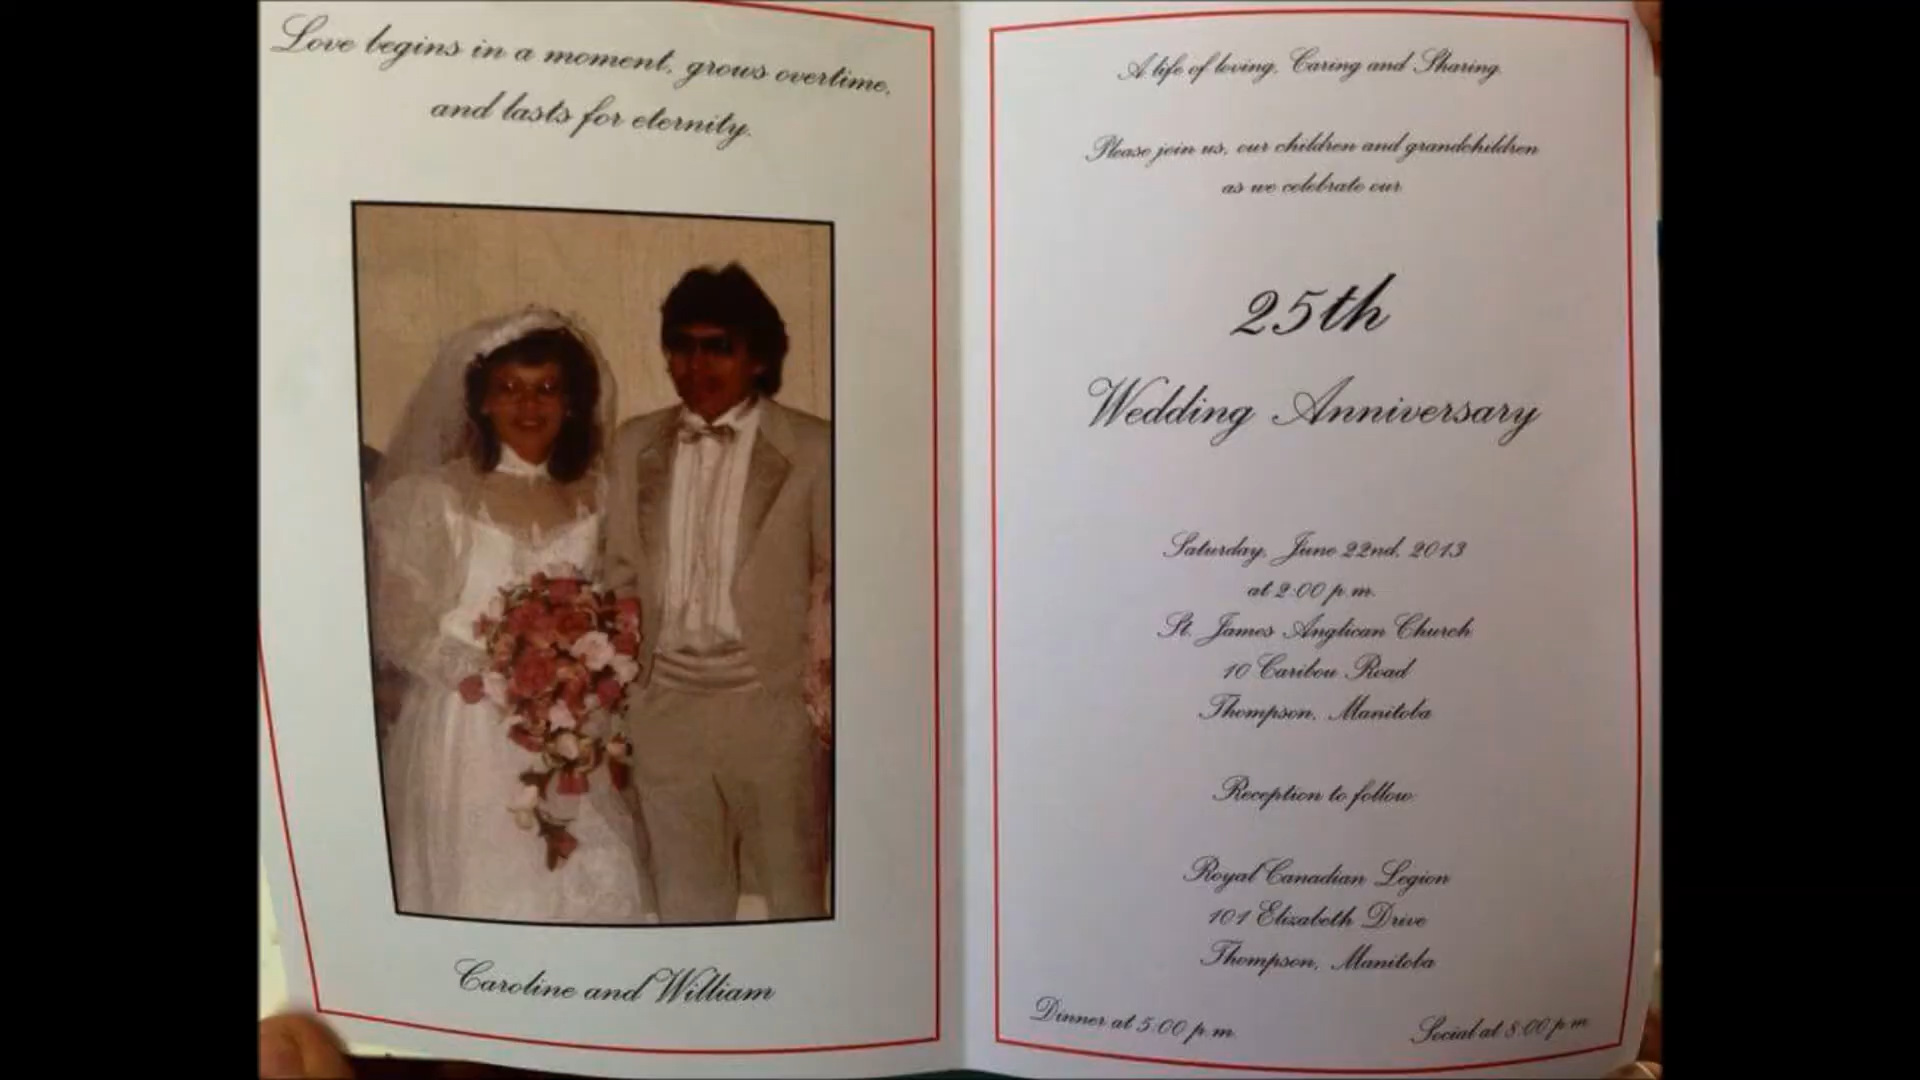 Love begins in a moment, grows overtime,
and lasts for eternity.
Caroline and William
A life of loving, Caring and Sharing.
Please join us, our children and grandchildren
as we celebrate our
25th
Wedding Anniversary
Saturday, June 22nd, 2013
at 2:00 p.m.
St. James Anglican Church
10 Caribou Road
Thompson, Manitoba
Reception to follow:
Royal Canadian Legion
101 Elizabeth Drive
Thompson, Manitoba
Dinner at 5:00 p.m.
Social at 8:00 p.m